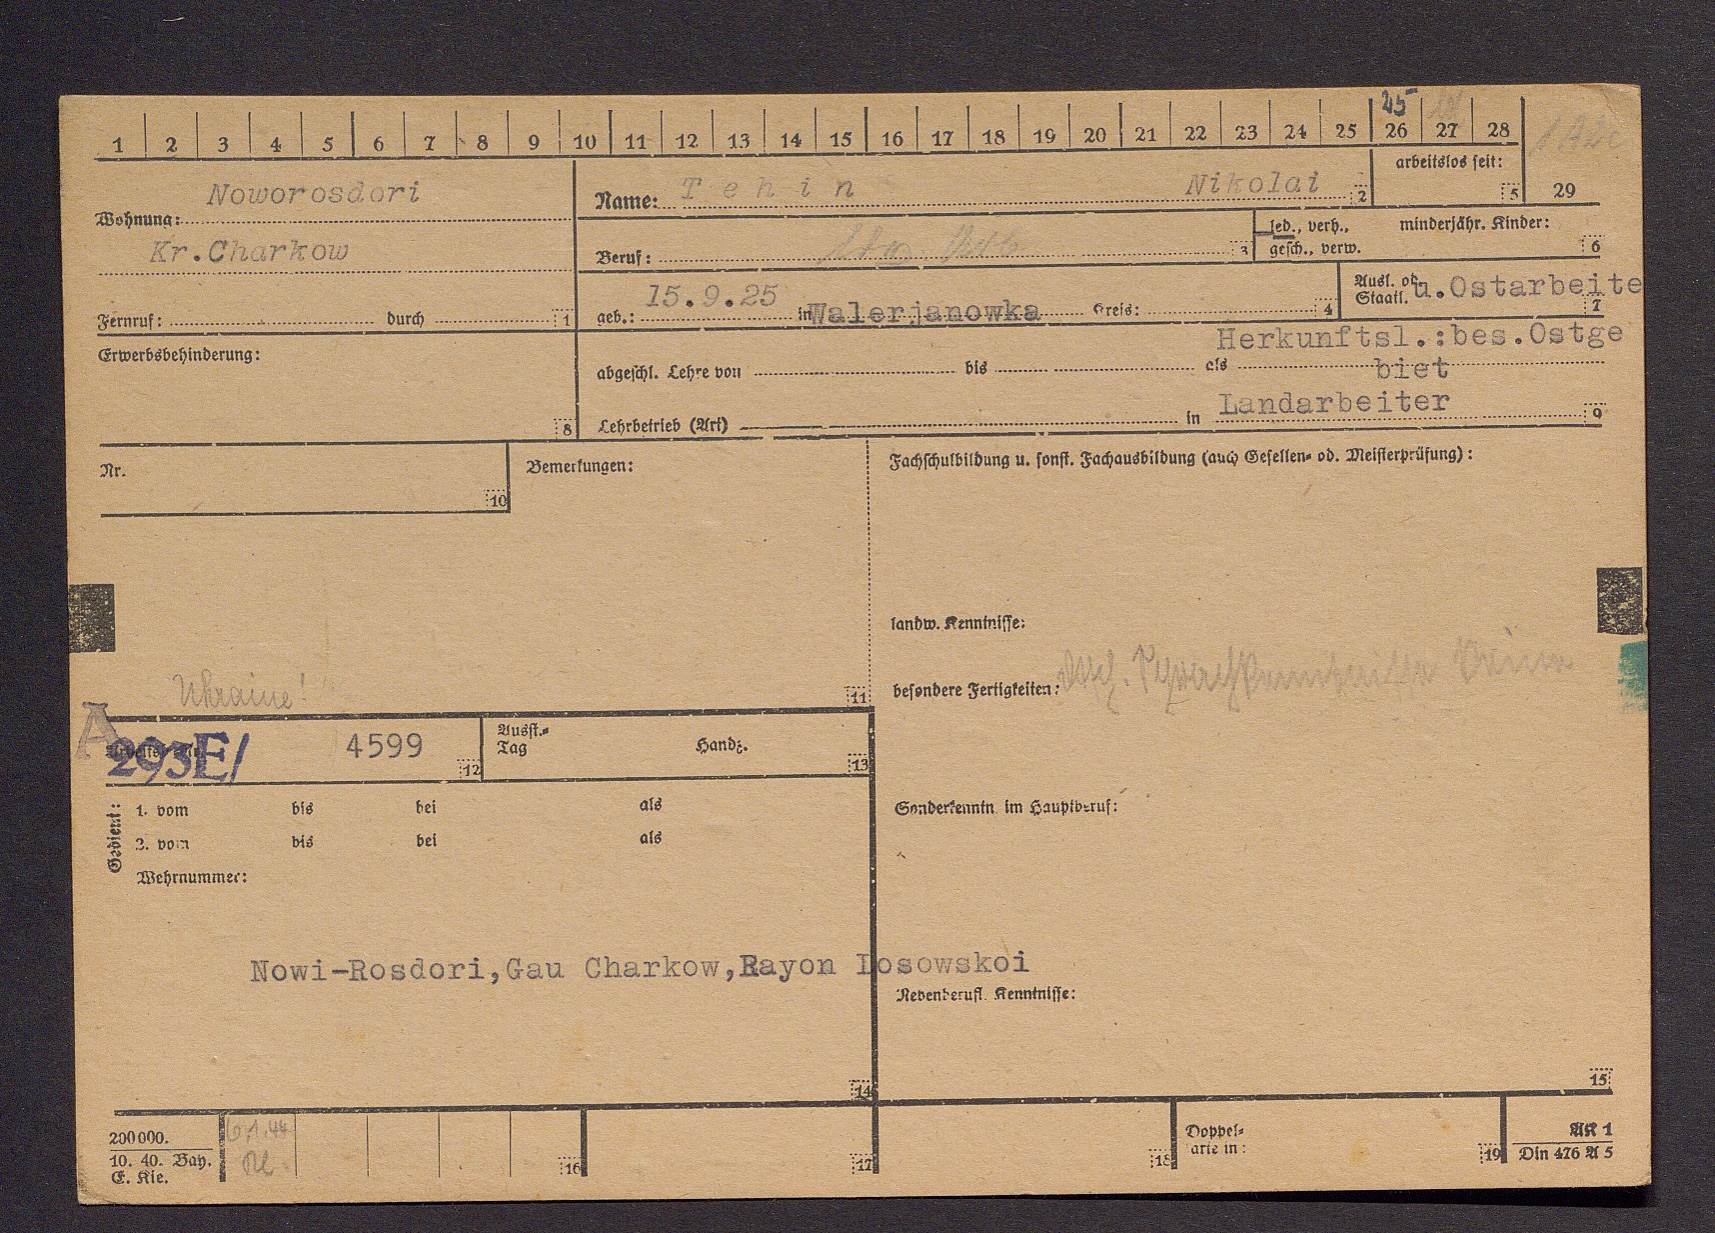 25
1 2 3 4 5 6 7 8 9 10 11 12 13 14 15 16 17 18 19 20 21 22 23 24 25 26 27 28
arbeitslos seit:
5 29
Noworosdori
Wohnung:
Kr.Charkow
Fernruf: durch 1
Name: Tehin Nikolai 2
Beruf: 3
led., verh., minderjähr. Kinder:
gesch., verw. 6
15.9.25
geb.: in Walerjanowka Kreis: 4
Ausl. od. u.Ostarbeite
Staatl. 7
Herkunftsl.:bes.Ostge
biet
Erwerbsbehinderung:
8
abgeschl. Lehre von bis als
Landarbeiter
Lehrbetrieb (Art) in 9
Nr.
10
Bemerkungen:
Fachschulbildung u. sonst. Fachausbildung (auch Gesellen- od. Meisterprüfung):
landw. Kenntnisse:
Ukraine!
11
besondere Fertigkeiten:
A
293E/ 4599
12
Ausst.-
Tag Handz.
13
Gedient:
1. vom bis bei als
2. vom bis bei als
Wehrnummer:
Sonderkenntn. im Hauptberuf:
Nowi-Rosdori,Gau Charkow,Rayon Losowskoi
Nebenberufl. Kenntnisse:
14
15
200000.
10. 40. Bay.
E. Kie.
6.1.44
16
17
18
Doppel-
arte in:
19
AK 1
Din 476 A 5